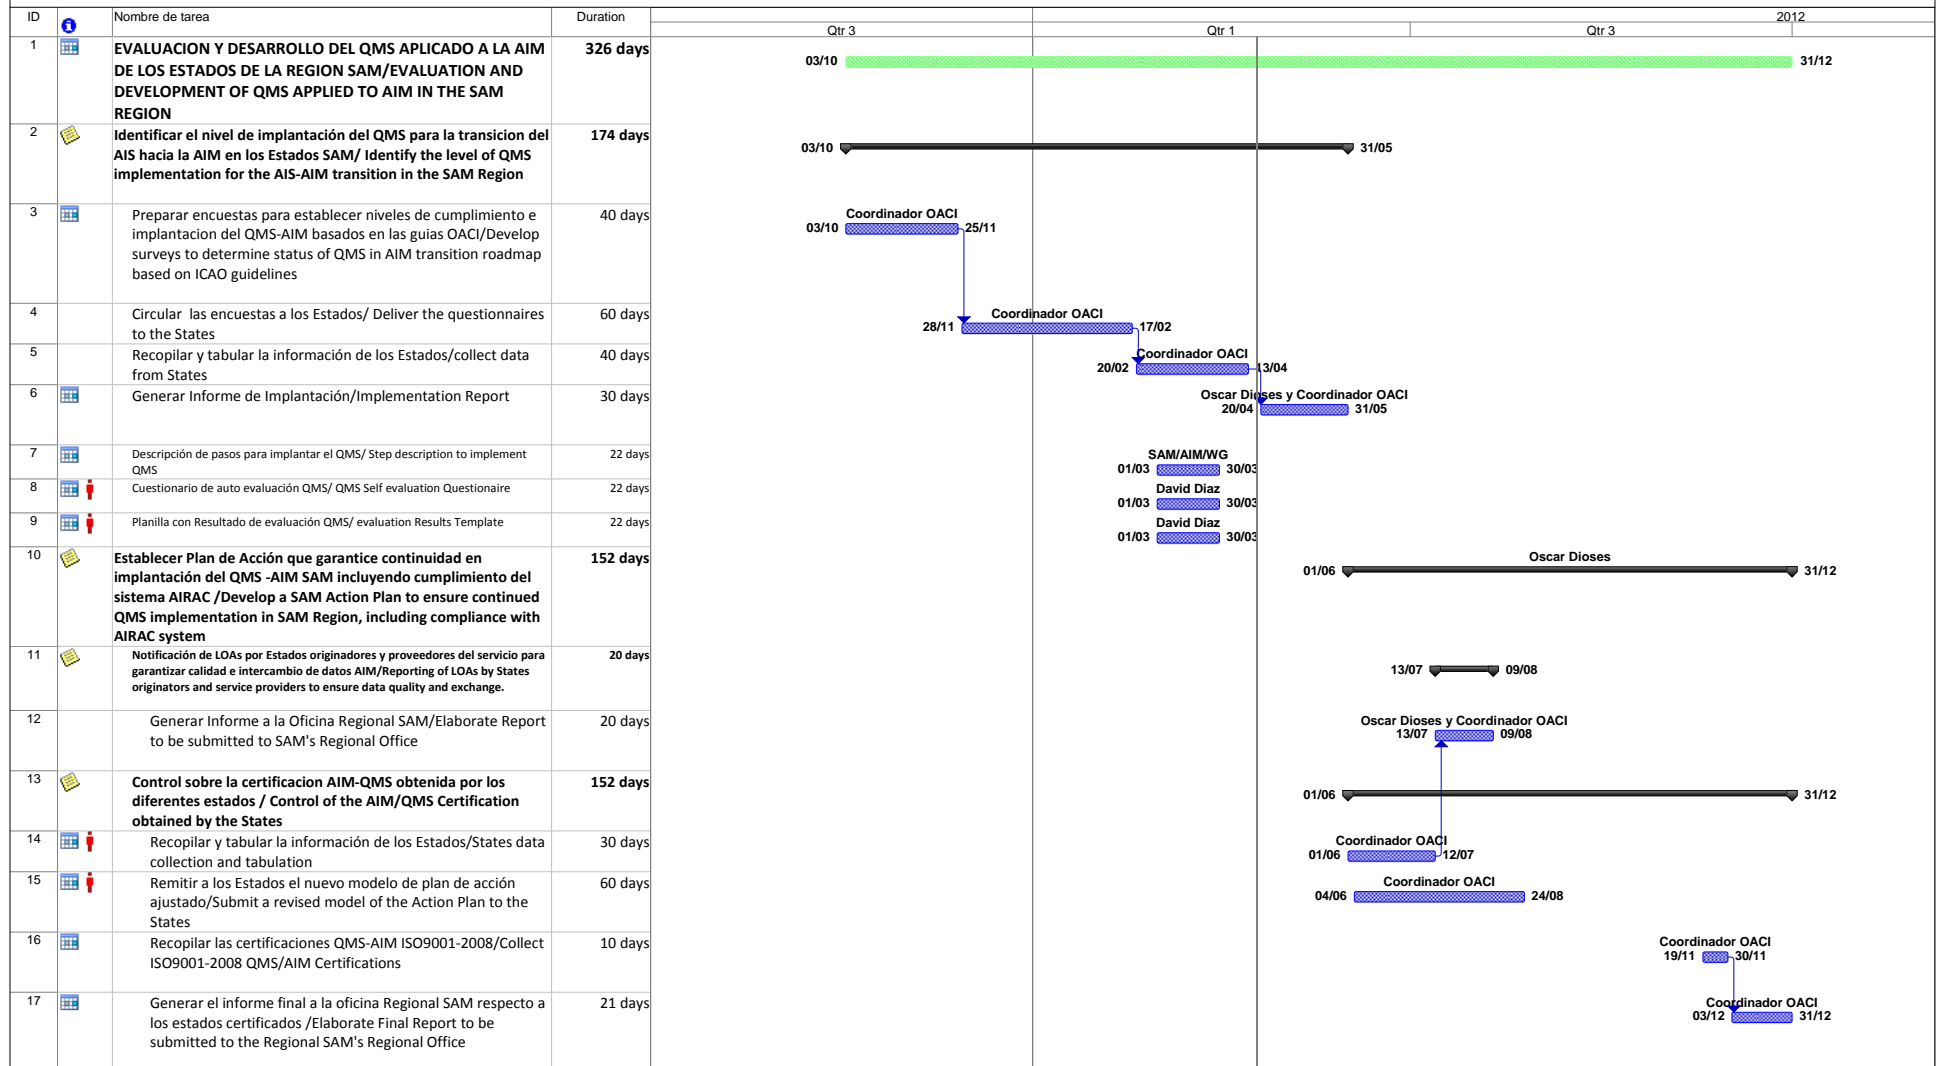 ID Nombre de tarea Duration 2012
Qtr 3 Qtr 1 Qtr 3
1 EVALUACION Y DESARROLLO DEL QMS APLICADO A LA AIM 326 days
DE LOS ESTADOS DE LA REGION SAM/EVALUATION AND
DEVELOPMENT OF QMS APPLIED TO AIM IN THE SAM
REGION
03/10 31/12
2 Identificar el nivel de implantación del QMS para la transicion del 174 days
AIS hacia la AIM en los Estados SAM/ Identify the level of QMS
implementation for the AIS-AIM transition in the SAM Region
03/10 31/05
3 Preparar encuestas para establecer niveles de cumplimiento e 40 days
implantacion del QMS-AIM basados en las guias OACI/Develop
surveys to determine status of QMS in AIM transition roadmap
based on ICAO guidelines
Coordinador OACI
03/10 25/11
4 Circular las encuestas a los Estados/ Deliver the questionnaires 60 days
to the States
Coordinador OACI
28/11 17/02
5 Recopilar y tabular la información de los Estados/collect data 40 days
from States
Coordinador OACI
20/02 13/04
6 Generar Informe de Implantación/Implementation Report 30 days
Oscar Dioses y Coordinador OACI
20/04 31/05
7 Descripción de pasos para implantar el QMS/ Step description to implement 22 days
QMS
SAM/AIM/WG
01/03 30/03
8 Cuestionario de auto evaluación QMS/ QMS Self evaluation Questionaire 22 days
David Diaz
01/03 30/03
9 Planilla con Resultado de evaluación QMS/ evaluation Results Template 22 days
David Diaz
01/03 30/03
10 Establecer Plan de Acción que garantice continuidad en 152 days
implantación del QMS -AIM SAM incluyendo cumplimiento del
sistema AIRAC /Develop a SAM Action Plan to ensure continued
QMS implementation in SAM Region, including compliance with
AIRAC system
Oscar Dioses
01/06 31/12
11 Notificación de LOAs por Estados originadores y proveedores del servicio para 20 days
garantizar calidad e intercambio de datos AIM/Reporting of LOAs by States
originators and service providers to ensure data quality and exchange.
13/07 09/08
12 Generar Informe a la Oficina Regional SAM/Elaborate Report 20 days
to be submitted to SAM's Regional Office
Oscar Dioses y Coordinador OACI
13/07 09/08
13 Control sobre la certificacion AIM-QMS obtenida por los 152 days
diferentes estados / Control of the AIM/QMS Certification
obtained by the States
01/06 31/12
14 Recopilar y tabular la información de los Estados/States data 30 days
collection and tabulation
Coordinador OACI
01/06 12/07
15 Remitir a los Estados el nuevo modelo de plan de acción 60 days
ajustado/Submit a revised model of the Action Plan to the
States
Coordinador OACI
04/06 24/08
16 Recopilar las certificaciones QMS-AIM ISO9001-2008/Collect 10 days
ISO9001-2008 QMS/AIM Certifications
Coordinador OACI
19/11 30/11
17 Generar el informe final a la oficina Regional SAM respecto a 21 days
los estados certificados /Elaborate Final Report to be
submitted to the Regional SAM's Regional Office
Coordinador OACI
03/12 31/12